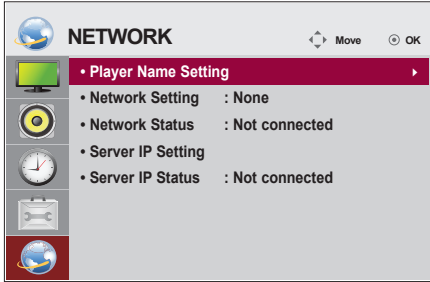 NETWORK Move OK
• Player Name Setting
• Network Setting : None
• Network Status : Not connected
• Server IP Setting
• Server IP Status : Not connected